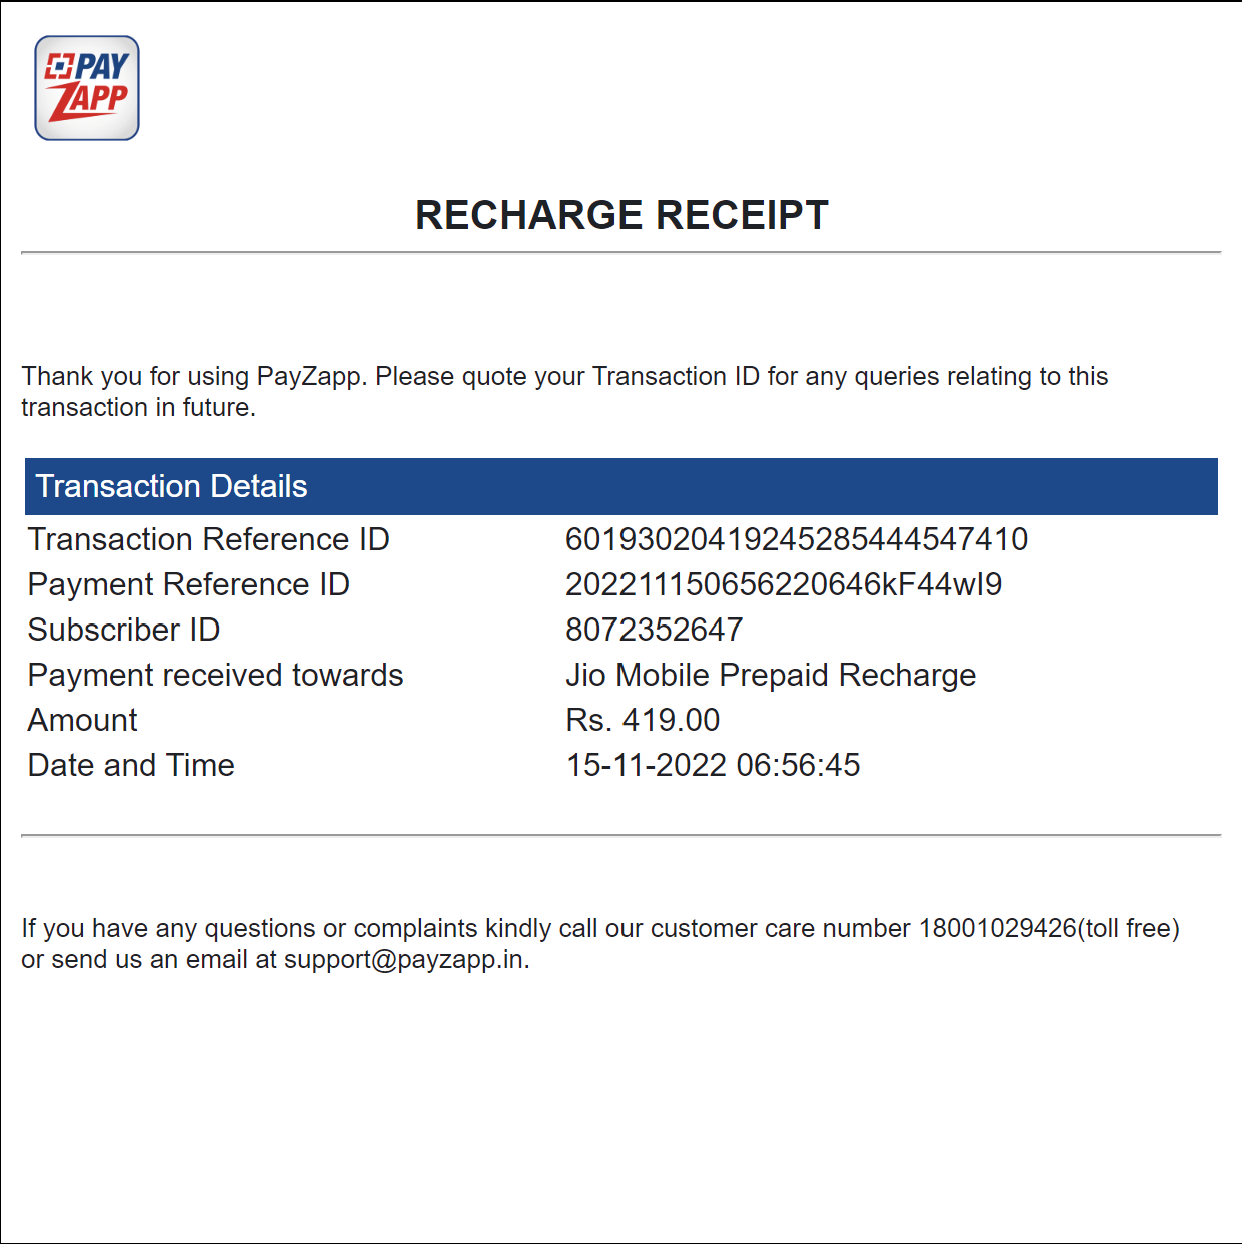 PAY
ZAPP
RECHARGE RECEIPT
Thank you for using PayZapp. Please quote your Transaction ID for any queries relating to this
transaction in future.
Transaction Details
Transaction Reference ID 601930204192452854​44547410
Payment Reference ID 202211150656220646kF44wI9
Subscriber ID 8072352647
Payment received towards Jio Mobile Prepaid Recharge
Amount Rs. 419.00
Date and Time 15-11-2022 06:56:45
If you have any questions or complaints kindly call our customer care number 18001029426(toll free)
or send us an email at support@payzapp.in.